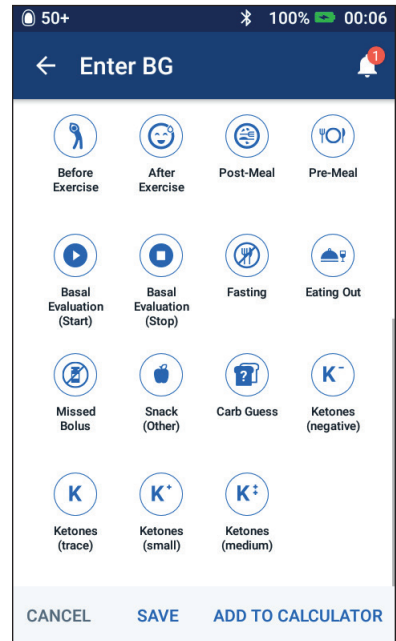 50+ 100% 00:06
Enter BG
1
Before
Exercise
After
Exercise
Post-Meal
Pre-Meal
Basal
Evaluation
(Start)
Basal
Evaluation
(Stop)
Fasting
Eating Out
?
K⁻
Missed
Bolus
Snack
(Other)
Carb Guess
Ketones
(negative)
K
K⁺
K‡
Ketones
(trace)
Ketones
(small)
Ketones
(medium)
CANCEL SAVE ADD TO CALCULATOR